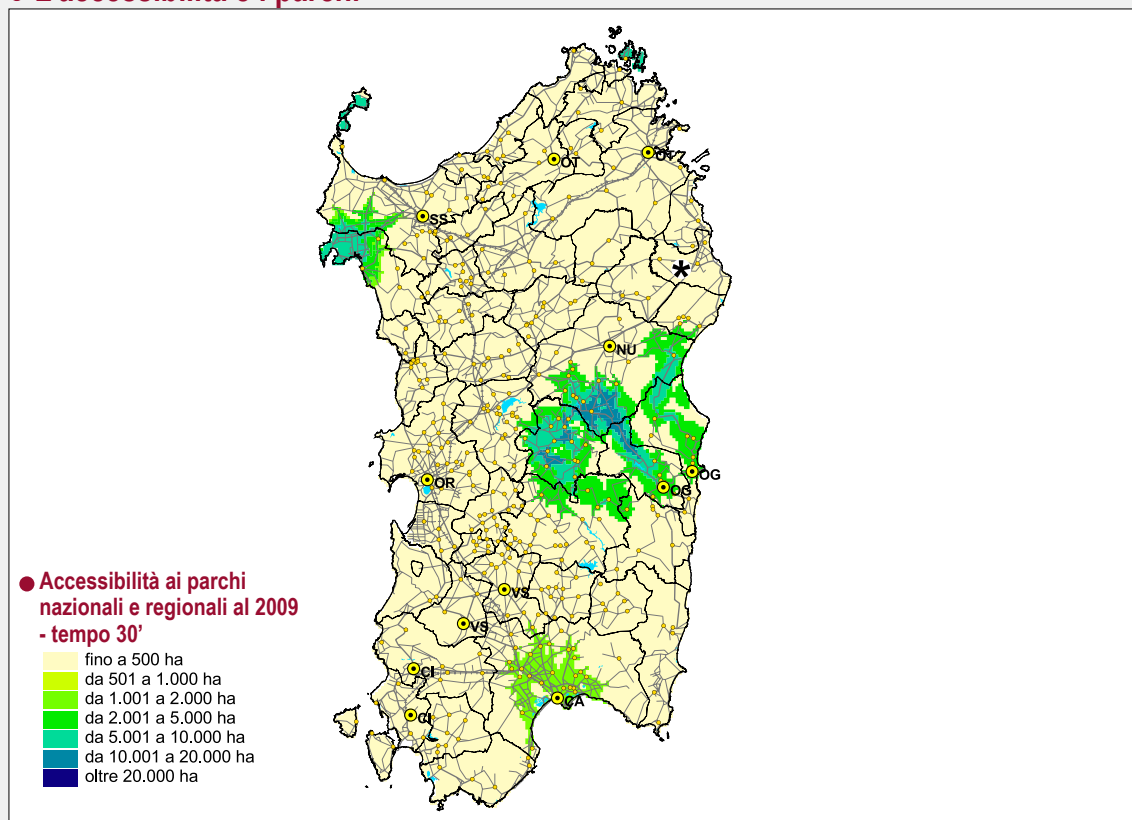 OT
OT
SS
*
NU
OG
OG
OR
VS
VS
CI
CI
CA
● Accessibilità ai parchi
nazionali e regionali al 2009
- tempo 30’
fino a 500 ha
da 501 a 1.000 ha
da 1.001 a 2.000 ha
da 2.001 a 5.000 ha
da 5.001 a 10.000 ha
da 10.001 a 20.000 ha
oltre 20.000 ha